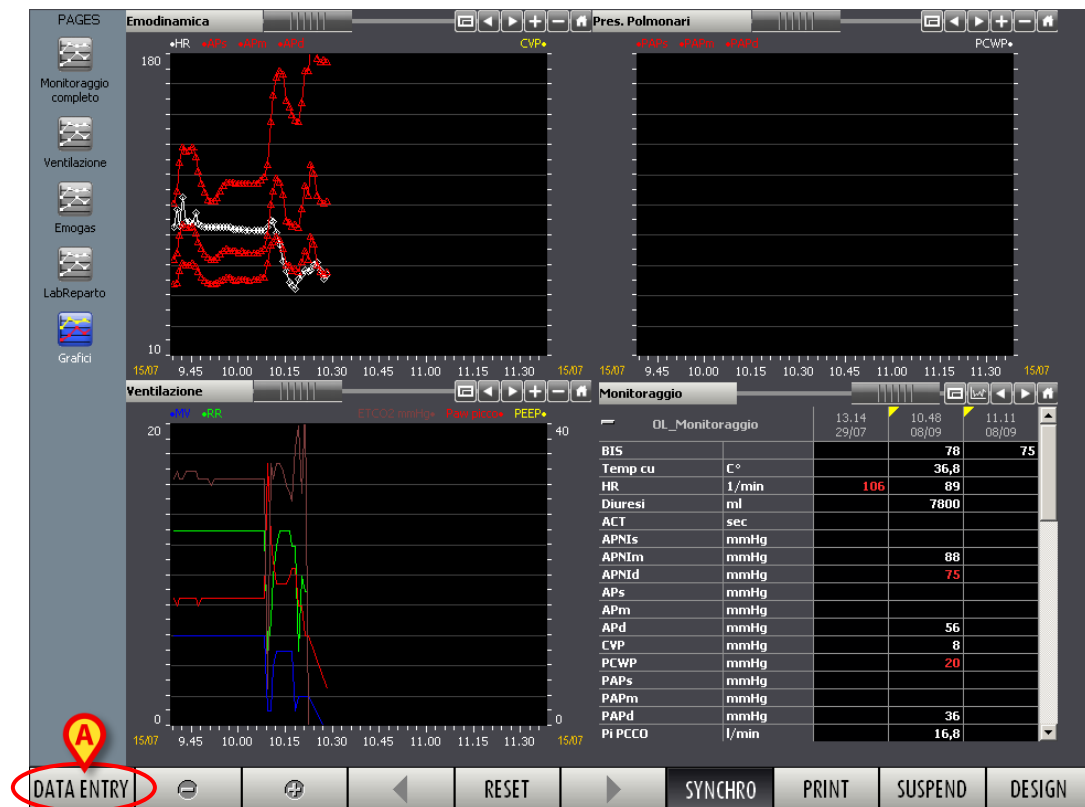 PAGES
Monitoraggio
completo
Ventilazione
Emogas
LabReparto
Grafici
Emodinamica
HR APs APm APd CVP
180
10
15/07 9.45 10.00 10.15 10.30 10.45 11.00 11.15 11.30 15/07
Pres. Polmonari
PAPs PAPm PAPd PCWP
15/07 9.45 10.00 10.15 10.30 10.45 11.00 11.15 11.30 15/07
Ventilazione
MV RR ETCO2 mmHg PEEP
20 40
0 0
15/07 9.45 10.00 10.15 10.30 10.45 11.00 11.15 11.30 15/07
Monitoraggio
OL_Monitoraggio 13.14 10.48 11.11
29/07 08/09 08/09
BIS 78 75
Temp cu C° 36,8
HR 1/min 106 89
Diuresi ml 7800
ACT sec
APNIs mmHg
APNIm mmHg 88
APNId mmHg 75
APs mmHg
APm mmHg
APd mmHg 56
CVP mmHg 8
PCWP mmHg 20
PAPs mmHg
PAPm mmHg
PAPd mmHg 36
Pi PCCO l/min 16,8
A
DATA ENTRY RESET SYNCHRO PRINT SUSPEND DESIGN